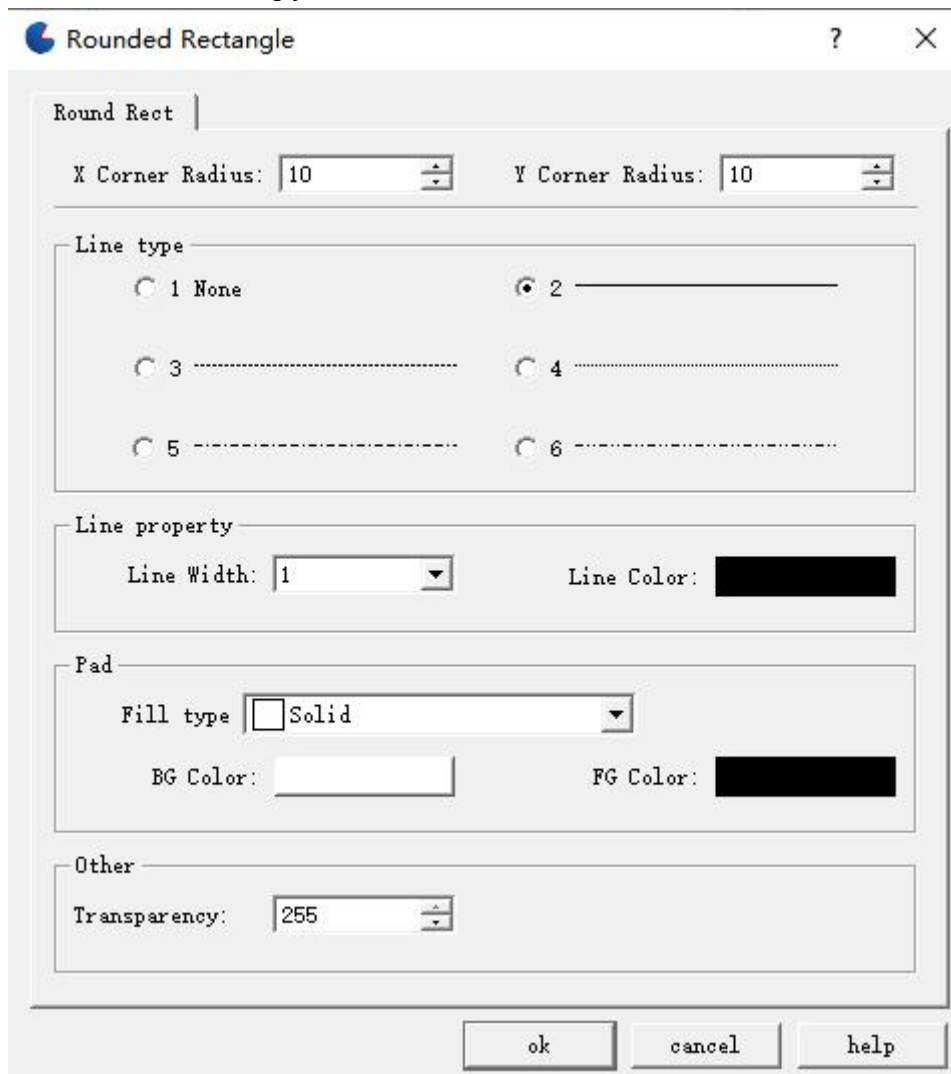 Rounded Rectangle ? ×
Round Rect
X Corner Radius: 10 Y Corner Radius: 10
Line type
1 None 2
3 4
5 6
Line property
Line Width: 1 Line Color:
Pad
Fill type Solid
BG Color: FG Color:
Other
Transparency: 255
ok cancel help